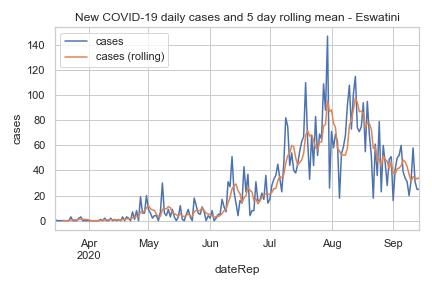 New COVID-19 daily cases and 5 day rolling mean - Eswatini
cases
cases (rolling)
140
120
100
80
60
40
20
0
cases
Apr
2020
May
Jun
Jul
Aug
Sep
dateRep